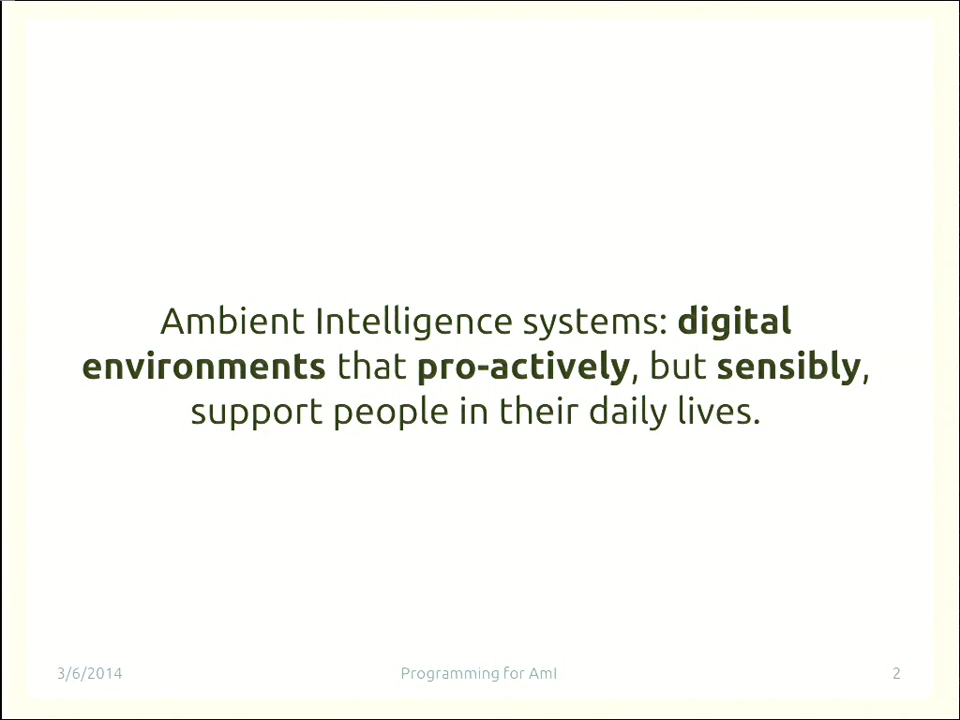 Ambient Intelligence systems: digital
environments that pro-actively, but sensibly,
support people in their daily lives.
3/6/2014
Programming for AmI
2